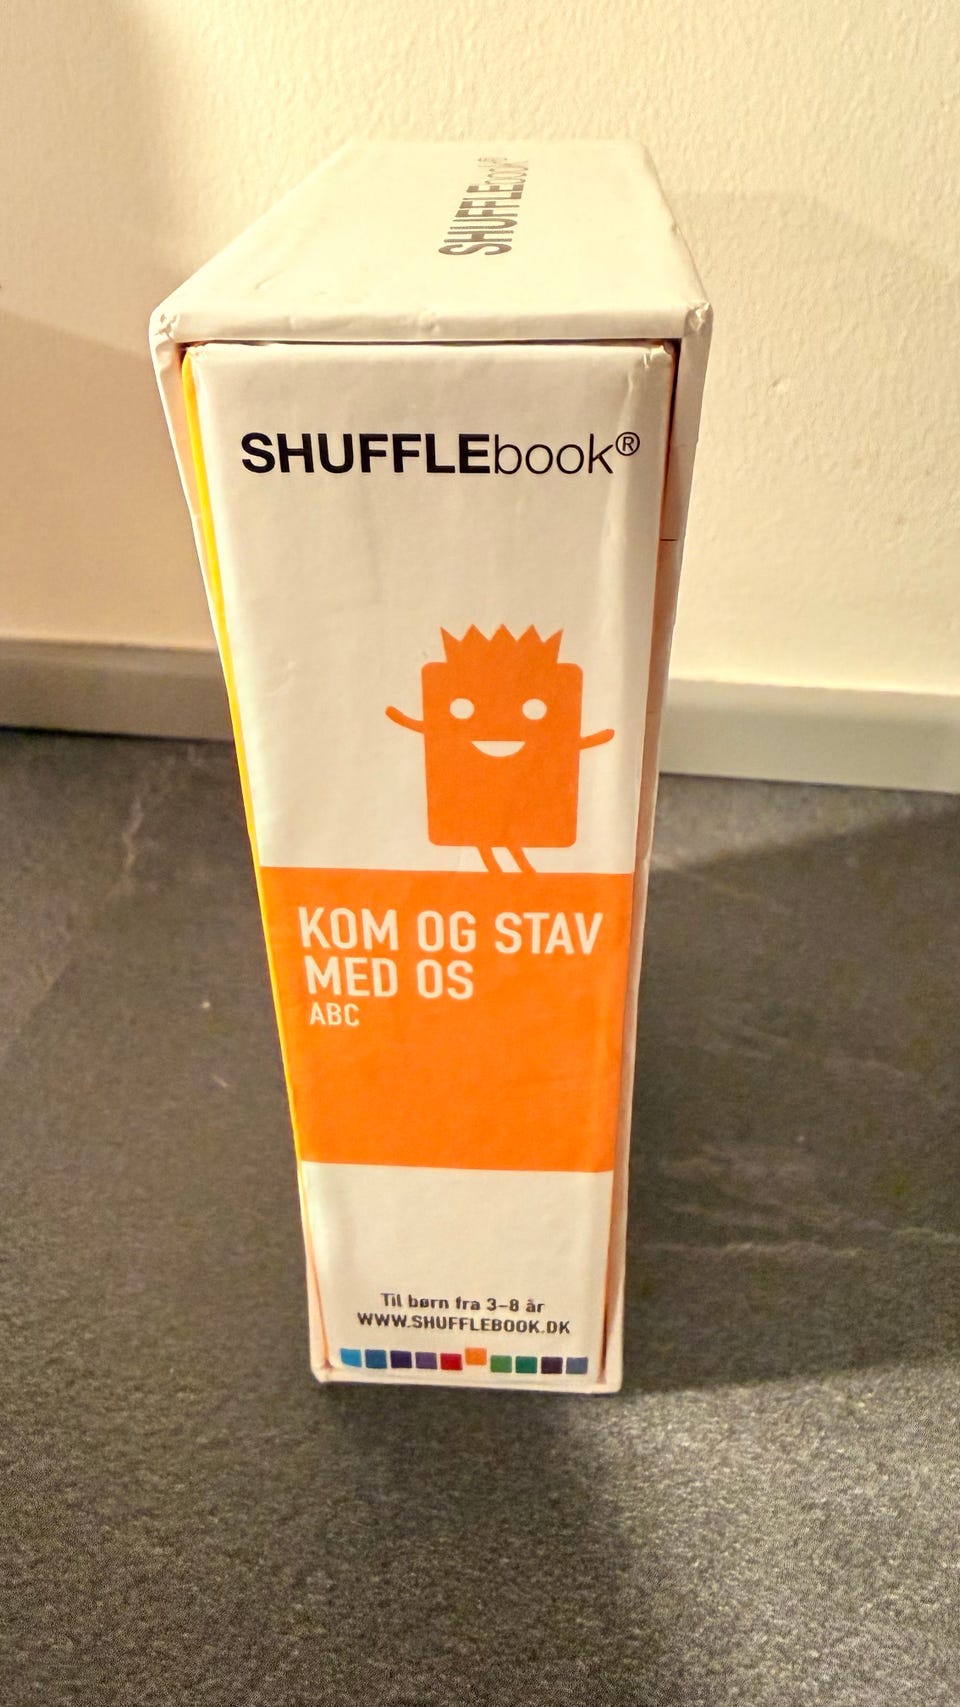 SHUFFLEbook®
SHUFFLEbook®
KOM OG STAV
MED OS
ABC
Til børn fra 3-8 år
WWW.SHUFFLEBOOK.DK